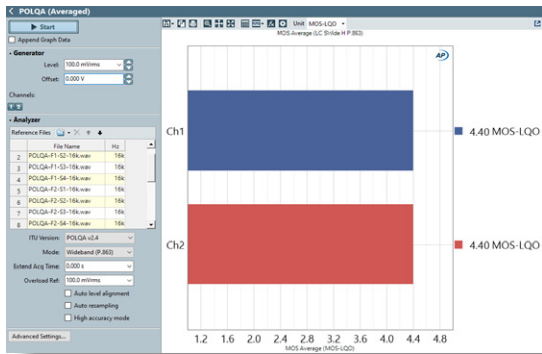 POLQA (Averaged)
Start
Append Graph Data
Generator
Level: 100.0 mVrms
Offset: 0.000 V
Channels:
1 2
Analyzer
Reference Files
File Name Hz
2 POLQA-F1-S2-16k.wav 16k
3 POLQA-F1-S3-16k.wav 16k
4 POLQA-F1-S4-16k.wav 16k
5 POLQA-F2-S1-16k.wav 16k
6 POLQA-F2-S2-16k.wav 16k
7 POLQA-F2-S3-16k.wav 16k
8 POLQA-F2-S4-16k.wav 16k
ITU Version: POLQA v2.4
Mode: Wideband (P.863)
Extend Acq Time: 0.000 s
Overload Ref: 100.0 mVrms
Auto level alignment
Auto resampling
High accuracy mode
Advanced Settings...
Unit MOS-LQO
MOS Average
AP
Ch1
4.40 MOS-LQO
Ch2
4.40 MOS-LQO
1.2 1.6 2.0 2.4 2.8 3.2 3.6 4.0 4.4 4.8
MOS Average (MOS-LQO)